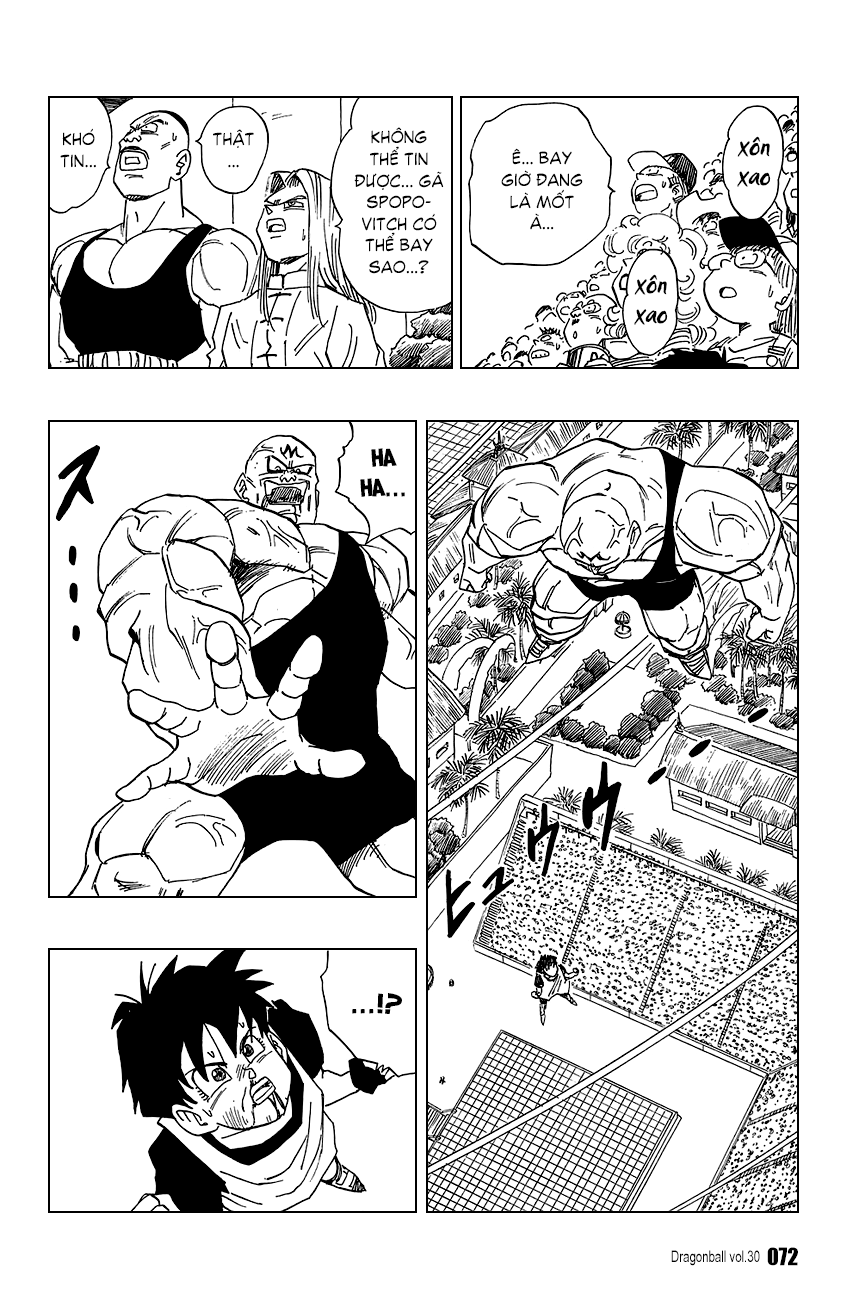 XÔN
XAO
Ê... BAY
GIỜ ĐANG
LÀ MỐT
À...
XÔN
XAO
KHÔNG
THỂ TIN
ĐƯỢC... GÃ
SPOPO-
VITCH CÓ
THỂ BAY
SAO...?
THẬT
...
KHÓ
TIN...
ヒュウウ
HA
HA...
ス...
...!?
Dragonball vol.30 072